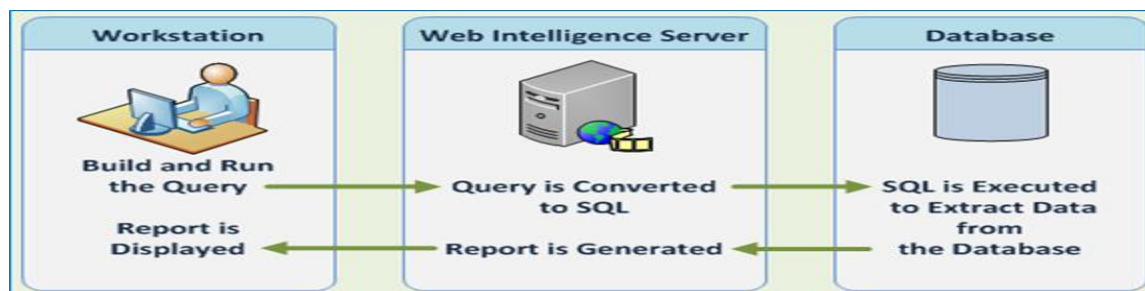 Workstation
Build and Run
the Query
Report is
Displayed
Web Intelligence Server
Query is Converted
to SQL
Report is Generated
Database
SQL is Executed
to Extract Data
from
the Database